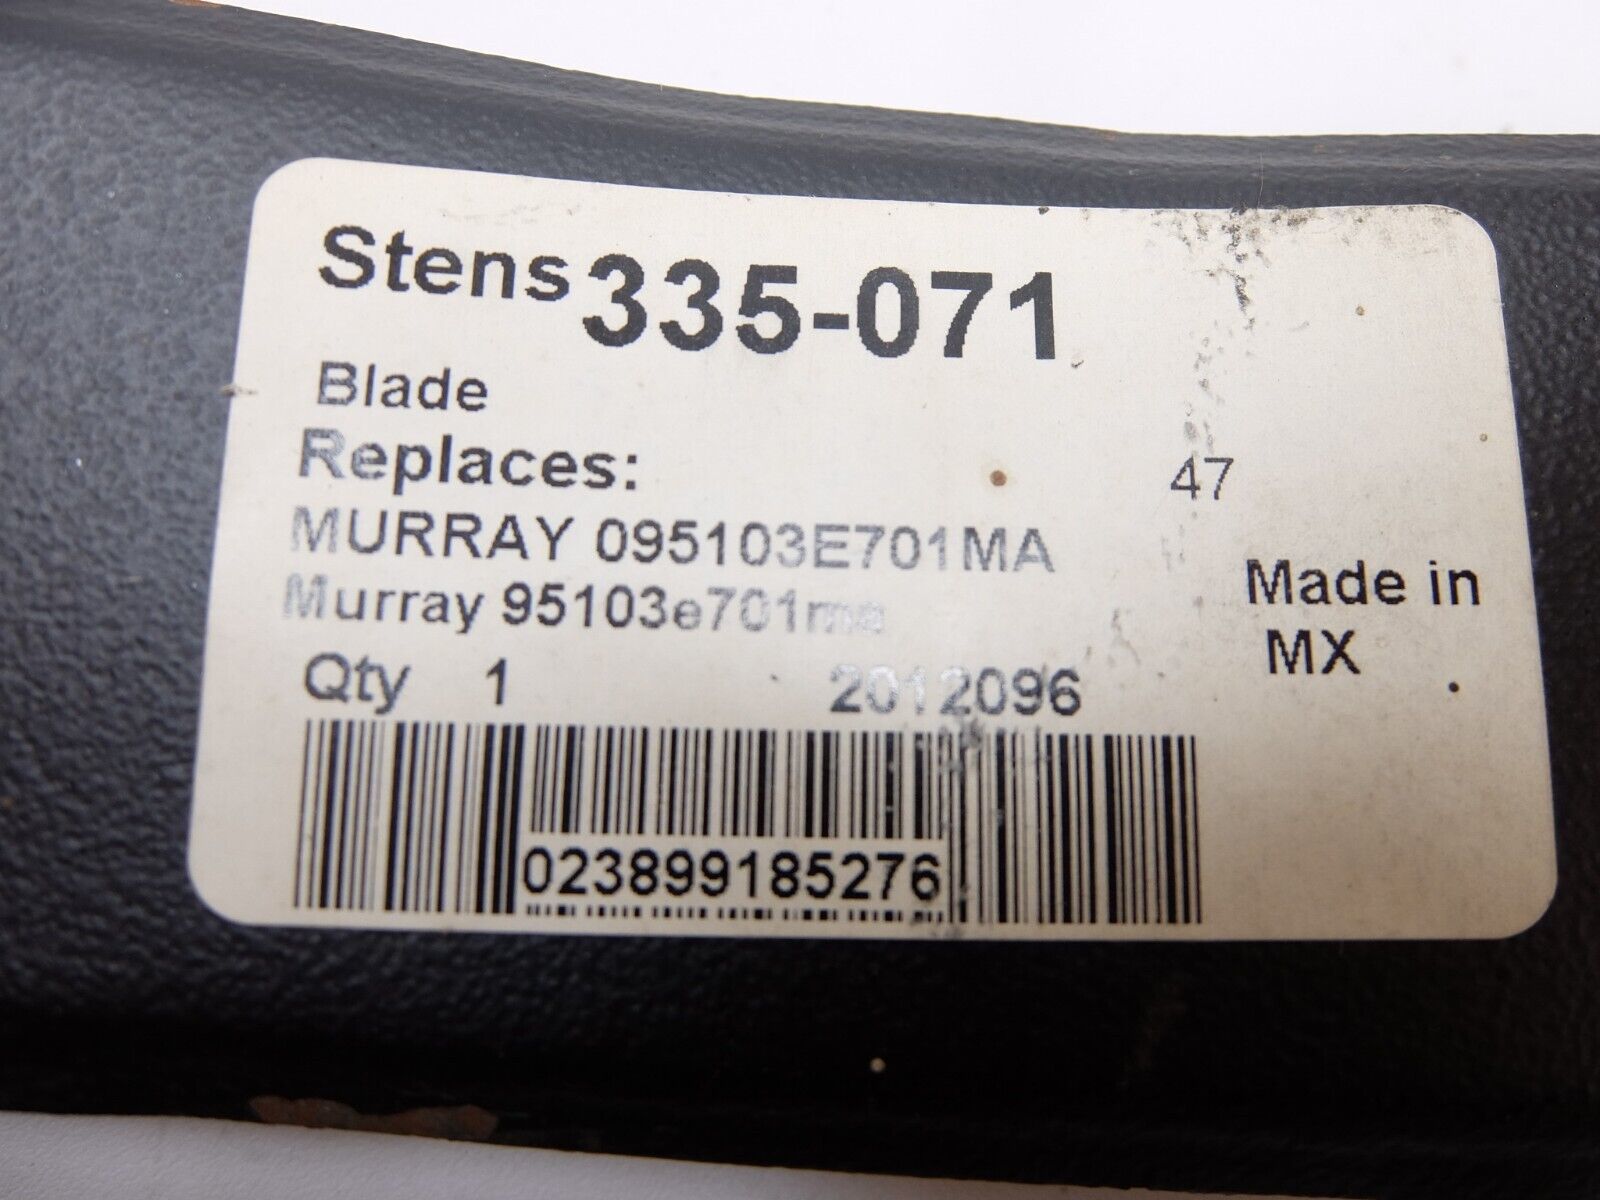 Stens 335-071
Blade
Replaces:
47
MURRAY 095103E701MA
Murray 95103e701ma
Made in
MX
Qty 1 2012096
023899185276